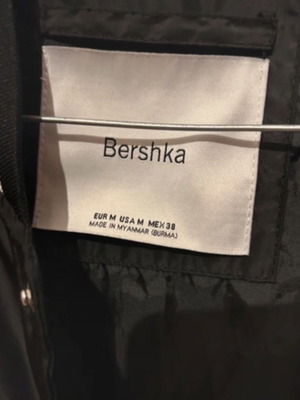 Bershka
EUR M USA M MEX 38
MADE IN MYANMAR (BURMA)